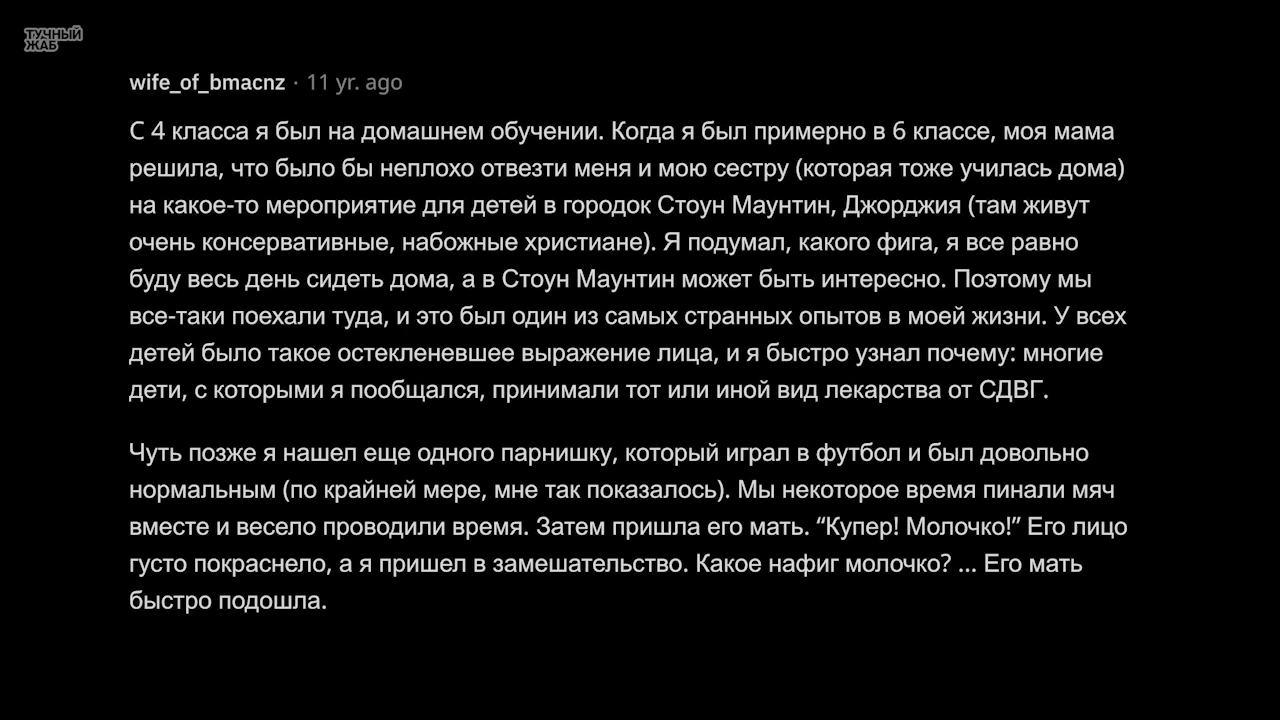 ТУЧНЫЙ
ЖАБ
wife_of_bmacnz · 11 yr. ago
С 4 класса я был на домашнем обучении. Когда я был примерно в 6 классе, моя мама
решила, что было бы неплохо отвезти меня и мою сестру (которая тоже училась дома)
на какое-то мероприятие для детей в городок Стоун Маунтин, Джорджия (там живут
очень консервативные, набожные христиане). Я подумал, какого фига, я все равно
буду весь день сидеть дома, а в Стоун Маунтин может быть интересно. Поэтому мы
все-таки поехали туда, и это был один из самых странных опытов в моей жизни. У всех
детей было такое остекленевшее выражение лица, и я быстро узнал почему: многие
дети, с которыми я пообщался, принимали тот или иной вид лекарства от СДВГ.
Чуть позже я нашел еще одного парнишку, который играл в футбол и был довольно
нормальным (по крайней мере, мне так показалось). Мы некоторое время пинали мяч
вместе и весело проводили время. Затем пришла его мать. “Купер! Молочко!” Его лицо
густо покраснело, а я пришел в замешательство. Какое нафиг молочко? ... Его мать
быстро подошла.